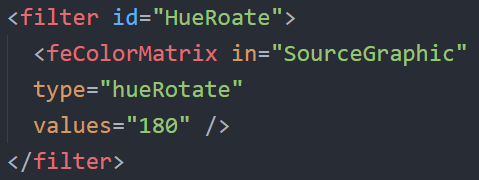 <filter id="HueRoate">
<feColorMatrix in="SourceGraphic"
type="hueRotate"
values="180" />
</filter>